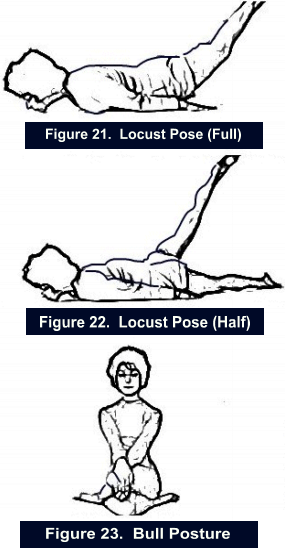 Figure 21.  Locust Pose (Full)
Figure 22.  Locust Pose (Half)
Figure 23.  Bull Posture